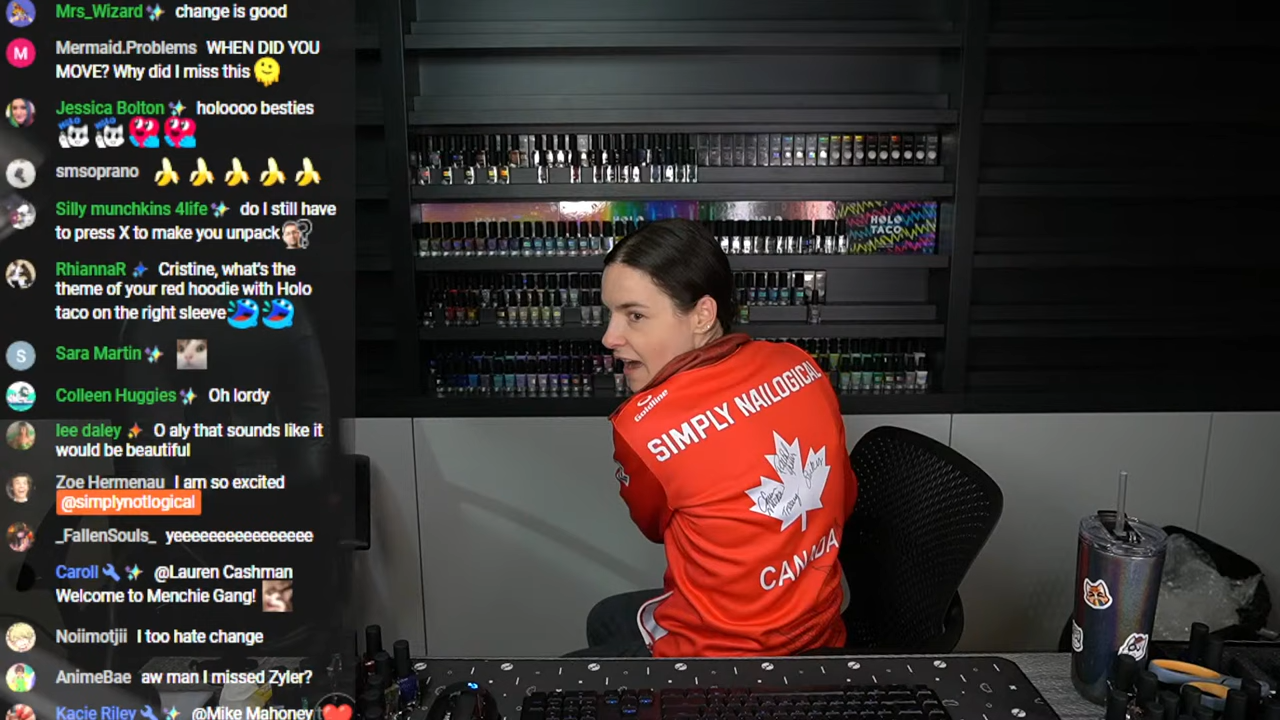 Mrs_Wizard change is good
Mermaid.Problems WHEN DID YOU
MOVE? Why did I miss this
Jessica Bolton holoooo besties
smsoprano
Silly munchkins 4life do I still have
to press X to make you unpack
RhiannaR Cristine, what's the
theme of your red hoodie with Holo
taco on the right sleeve
Sara Martin
Colleen Huggies Oh lordy
lee daley O aly that sounds like it
would be beautiful
Zoe Hermenau I am so excited
@simplynotlogical
_FallenSouls_ yeeeeeeeeeeeeeeee
Caroll @Lauren Cashman
Welcome to Menchie Gang!
Noiimotjii I too hate change
AnimeBae aw man I missed Zyler?
Kacie Riley @Mike Mahoney
HOLO
TACO
Goldline
SIMPLY NAILOGICAL
CANADA